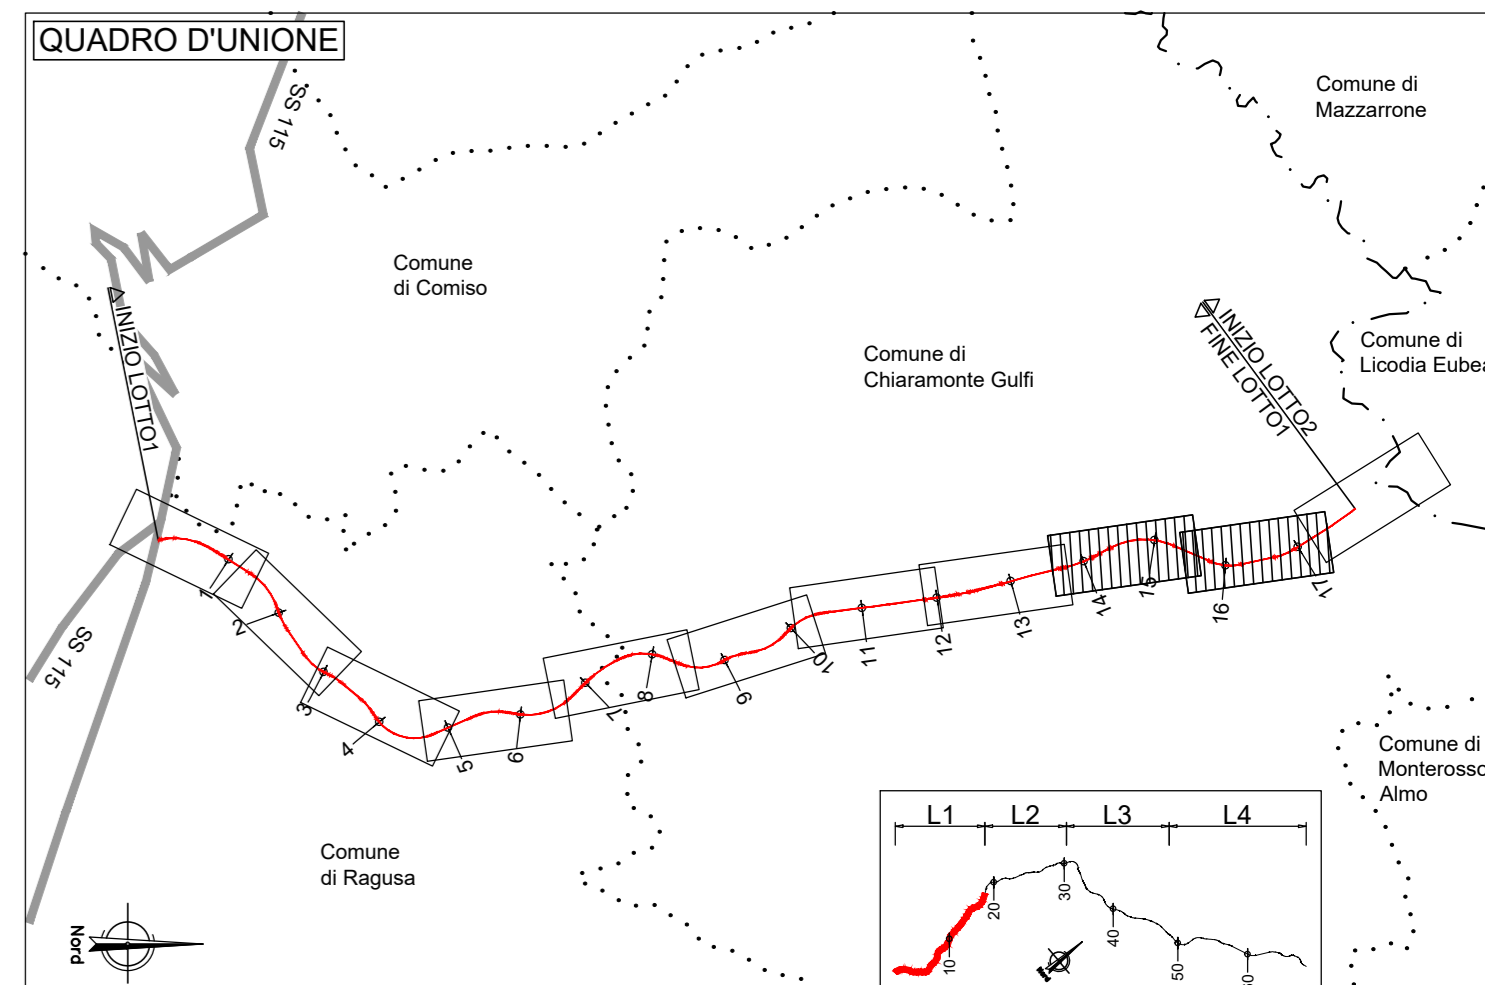 QUADRO D'UNIONE
SS 115
Comune di
Mazzarrone
Comune
di Comiso
INIZIO LOTTO1
Comune di
Chiaramonte Gulfi
INIZIO LOTTO2
FINE LOTTO1
Comune di
Licodia Eubea
1
2
3
4
5
6
7
8
9
10
11
12
13
14
15
16
17
SS 115
Comune
di Ragusa
Comune di
Monterosso
Almo
Nord
L1 L2 L3 L4
10
20
30
40
50